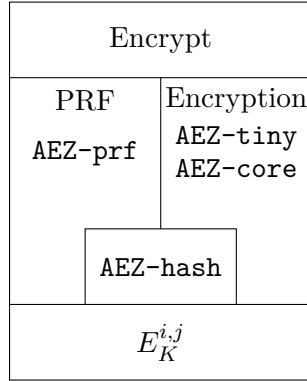 Encrypt
PRF
AEZ-prf
Encryption
AEZ-tiny
AEZ-core
AEZ-hash
E_K^{i,j}